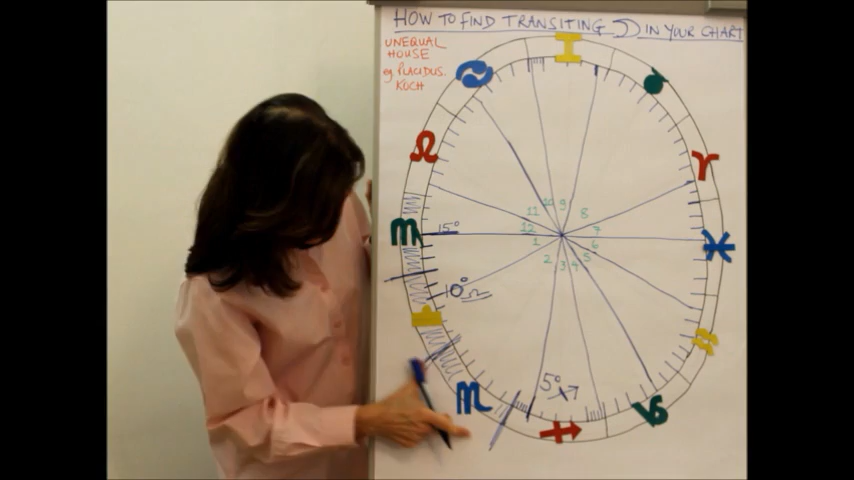 HOW TO FIND TRANSITING ☽ IN YOUR CHART
UNEQUAL
HOUSE
eg PLACIDUS.
KOCH
♊
♋
♉
♌
♈
10 9
11 8
♍ 15° 12 7 ♓
1 6
2 3 4 5
10° ♎
♎
♒
5° ♐
♏
♑
♐